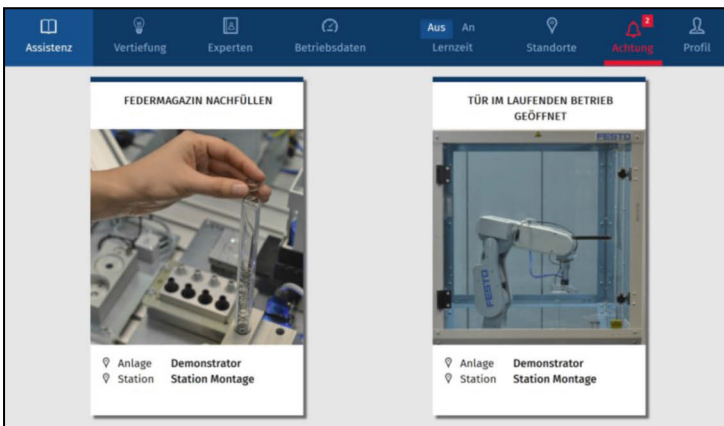 Assistenz
Vertiefung
Experten
Betriebsdaten
Aus An
Lernzeit
Standorte
2
Achtung
Profil
FEDERMAGAZIN NACHFÜLLEN
Anlage Demonstrator
Station Station Montage
TÜR IM LAUFENDEN BETRIEB
GEÖFFNET
FESTO
FESTO
Anlage Demonstrator
Station Station Montage